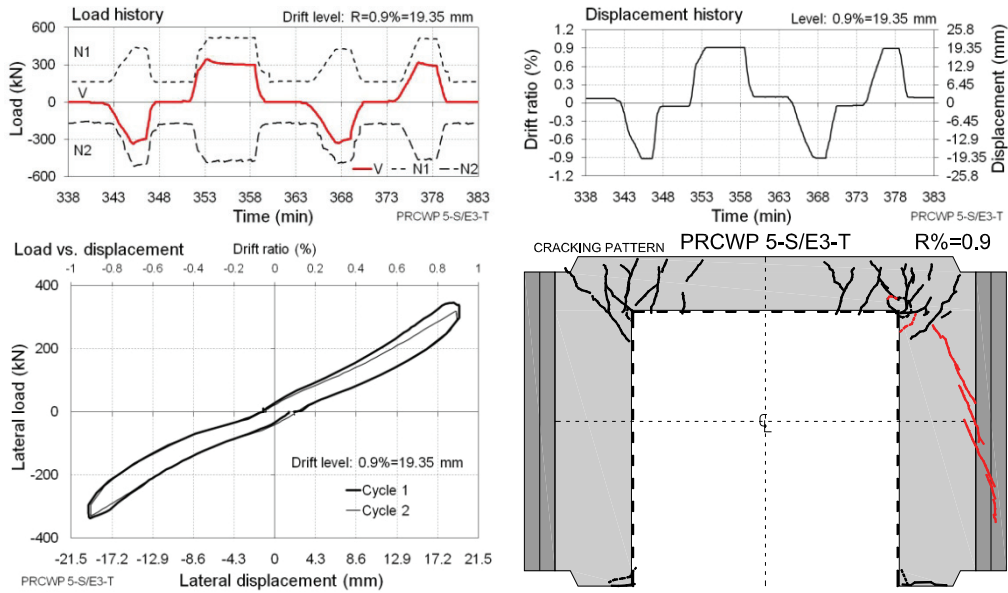 Load history
Drift level: R=0.9%=19.35 mm
600
300
0
-300
-600
Load (kN)
N1
V
N2
V N1 N2
338 343 348 353 358 363 368 373 378 383
Time (min)
PRCWP 5-S/E3-T
Displacement history
Level: 0.9%=19.35 mm
1.2
0.9
0.6
0.3
0
-0.3
-0.6
-0.9
-1.2
Drift ratio (%)
25.8
19.35
12.9
6.45
0
-6.45
-12.9
-19.35
-25.8
Displacement (mm)
338 343 348 353 358 363 368 373 378 383
Time (min)
PRCWP 5-S/E3-T
Load vs. displacement
Drift ratio (%)
-1 -0.8 -0.6 -0.4 -0.2 0 0.2 0.4 0.6 0.8 1
400
200
0
-200
-400
Lateral load (kN)
Drift level: 0.9%=19.35 mm
Cycle 1
Cycle 2
-21.5 -17.2 -12.9 -8.6 -4.3 0 4.3 8.6 12.9 17.2 21.5
PRCWP 5-S/E3-T
Lateral displacement (mm)
CRACKING PATTERN PRCWP 5-S/E3-T R%=0.9
℄